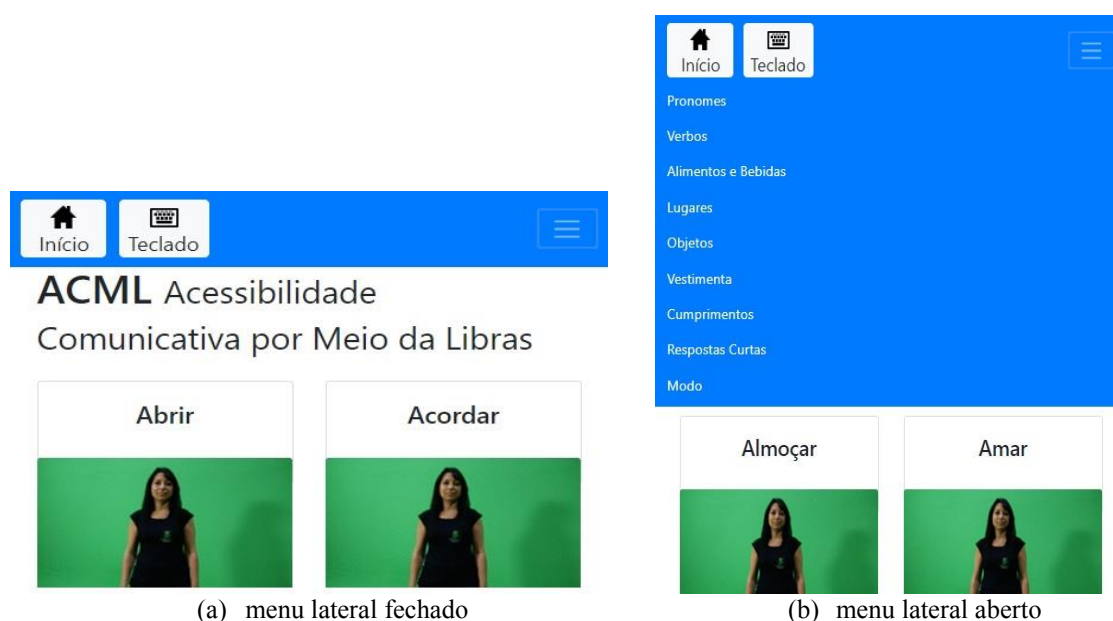 Início Teclado
ACML Acessibilidade
Comunicativa por Meio da Libras
Abrir Acordar
(a) menu lateral fechado
Início Teclado
Pronomes
Verbos
Alimentos e Bebidas
Lugares
Objetos
Vestimenta
Cumprimentos
Respostas Curtas
Modo
Almoçar Amar
(b) menu lateral aberto